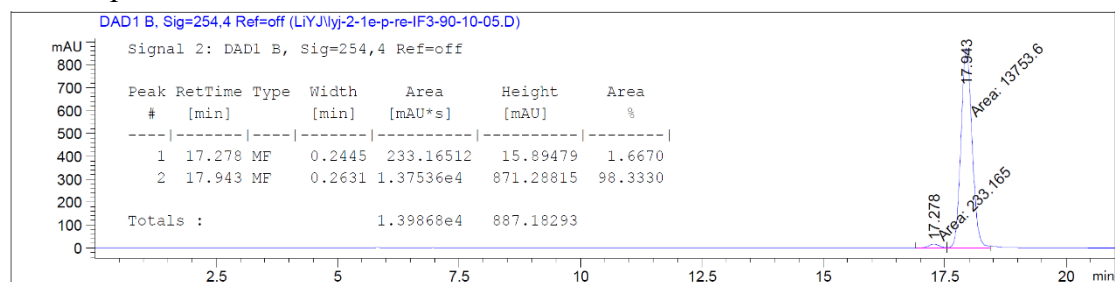 DAD1 B, Sig=254,4 Ref=off (LiYJ\lyj-2-1e-p-re-IF3-90-10-05.D)
mAU
Signal 2: DAD1 B, Sig=254,4 Ref=off
Peak RetTime Type Width Area Height Area
# [min] [min] [mAU*s] [mAU] %
----|-------|----|-------|----------|----------|--------|
1 17.278 MF 0.2445 233.16512 15.89479 1.6670
2 17.943 MF 0.2631 1.37536e4 871.28815 98.3330
Totals : 1.39868e4 887.18293
800
700
600
500
400
300
200
100
0
17.278
Area: 233.165
17.943
Area: 13753.6
2.5 5 7.5 10 12.5 15 17.5 20 min